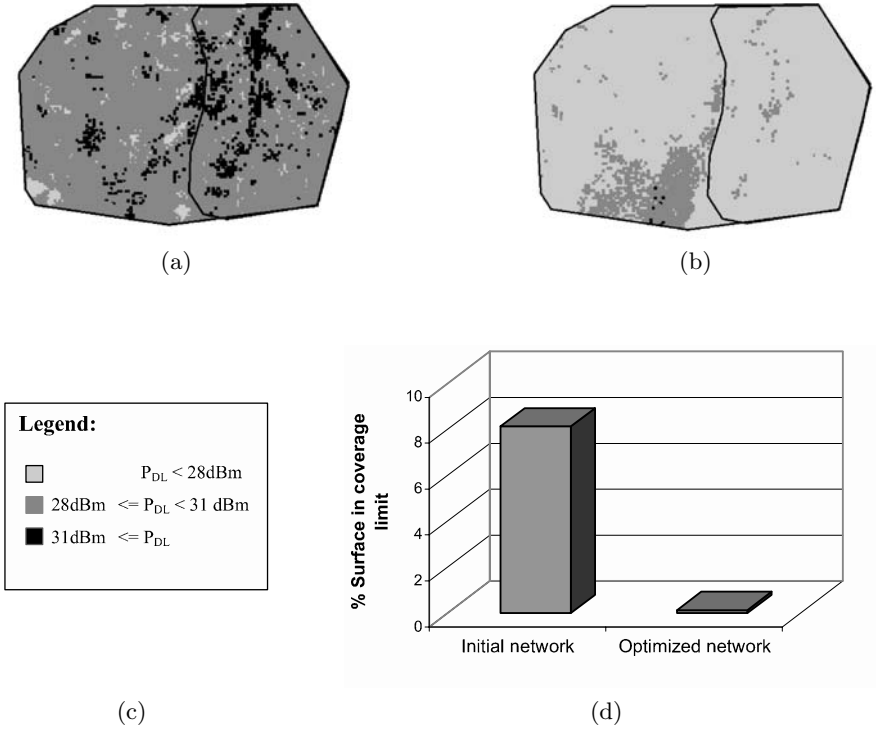 (a)
(b)
Legend:
P_DL < 28dBm
28dBm <= P_DL < 31 dBm
31dBm <= P_DL
(c)
% Surface in coverage
limit
10
8
6
4
2
0
Initial network
Optimized network
(d)